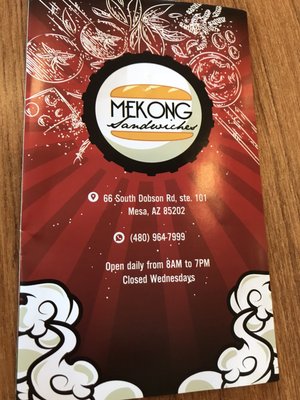 MEKONG
Sandwiches
66 South Dobson Rd, ste. 101
Mesa, AZ 85202
(480) 964-7999
Open daily from 8AM to 7PM
Closed Wednesdays